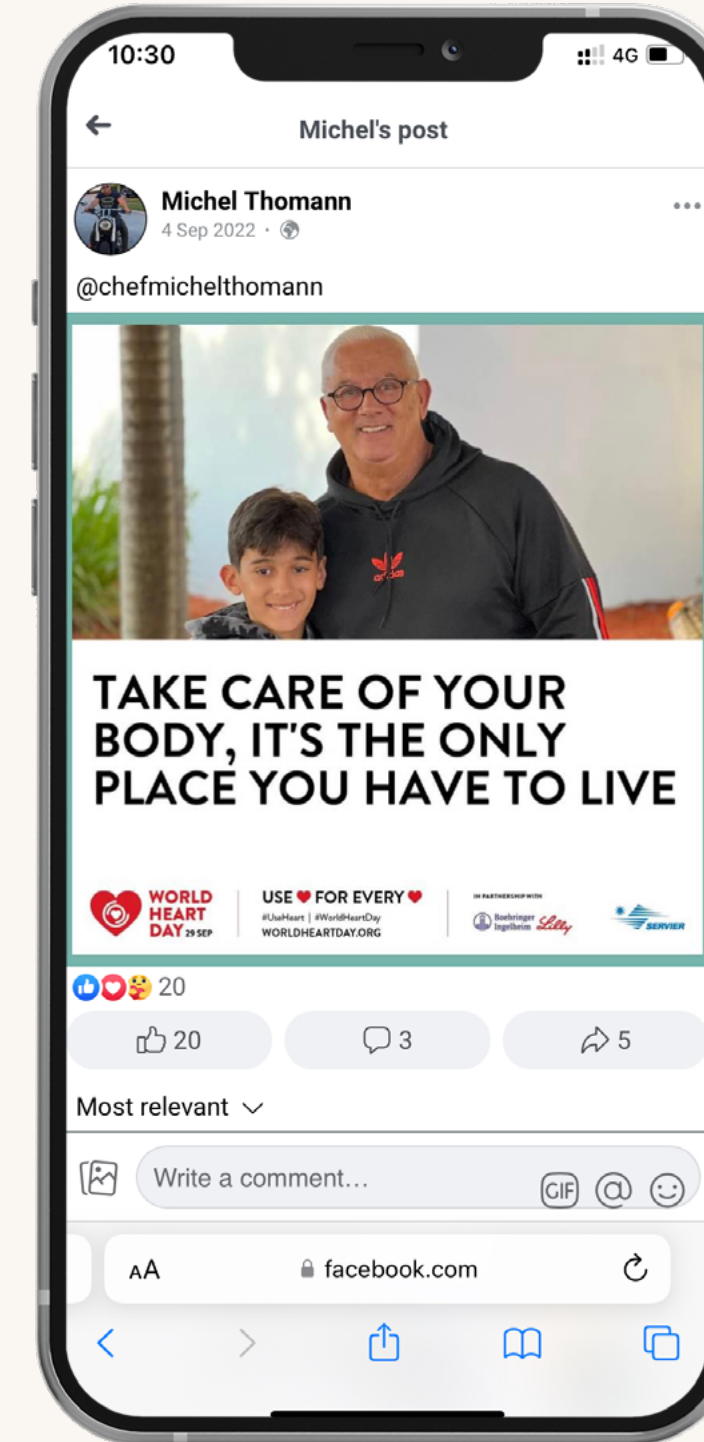 10:30
4G
Michel's post
Michel Thomann
4 Sep 2022 ·
@chefmichelthomann
adidas
TAKE CARE OF YOUR
BODY, IT'S THE ONLY
PLACE YOU HAVE TO LIVE
WORLD
HEART
DAY 29 SEP
USE ❤ FOR EVERY ❤
#UseHeart | #WorldHeartDay
WORLDHEARTDAY.ORG
IN PARTNERSHIP WITH
Boehringer
Ingelheim
Lilly
SERVIER
20
20
3
5
Most relevant
Write a comment...
GIF
@
AA
facebook.com